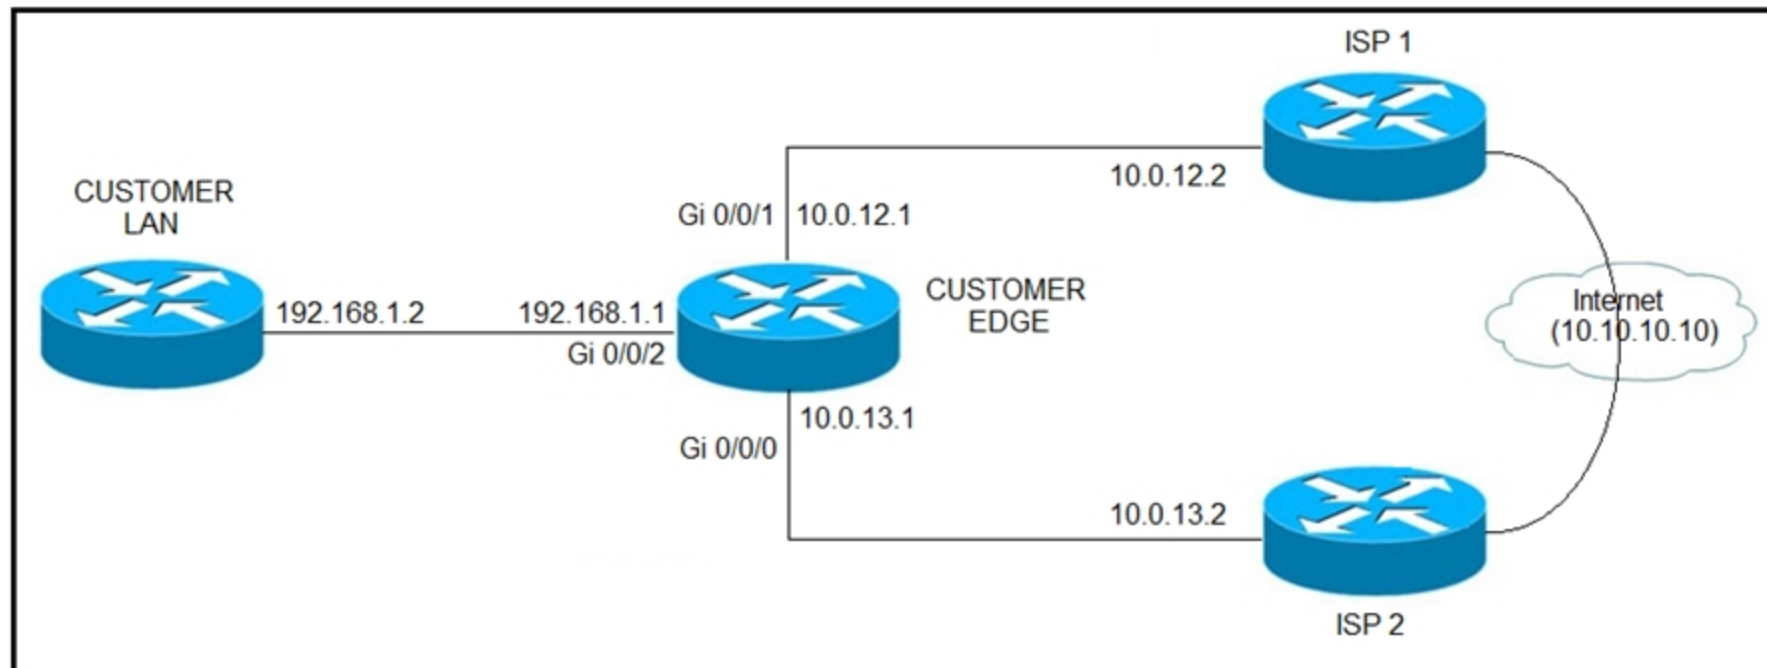 ISP 1
10.0.12.2
CUSTOMER
LAN
Gi 0/0/1 10.0.12.1
192.168.1.2
192.168.1.1
Gi 0/0/2
CUSTOMER
EDGE
Internet
(10.10.10.10)
10.0.13.1
Gi 0/0/0
10.0.13.2
ISP 2